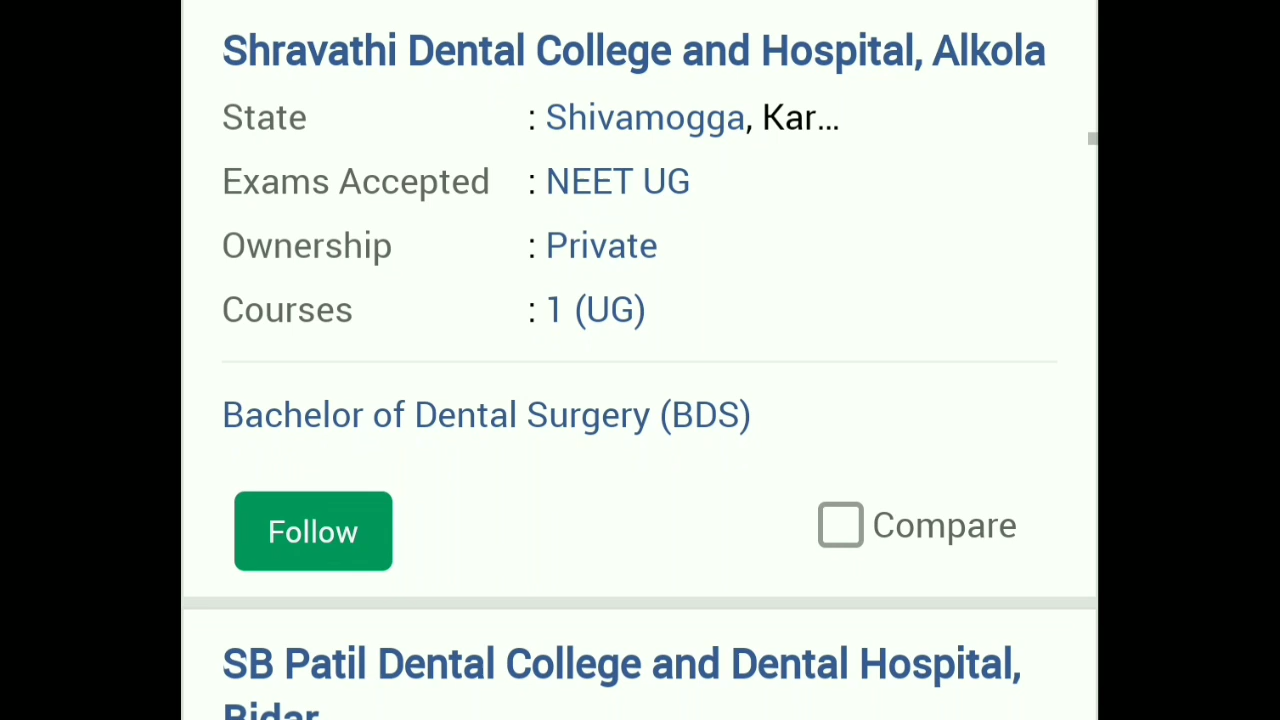 Shravathi Dental College and Hospital, Alkola
State : Shivamogga, Kar...
Exams Accepted : NEET UG
Ownership : Private
Courses : 1 (UG)
Bachelor of Dental Surgery (BDS)
Follow
Compare
SB Patil Dental College and Dental Hospital,
Bidar